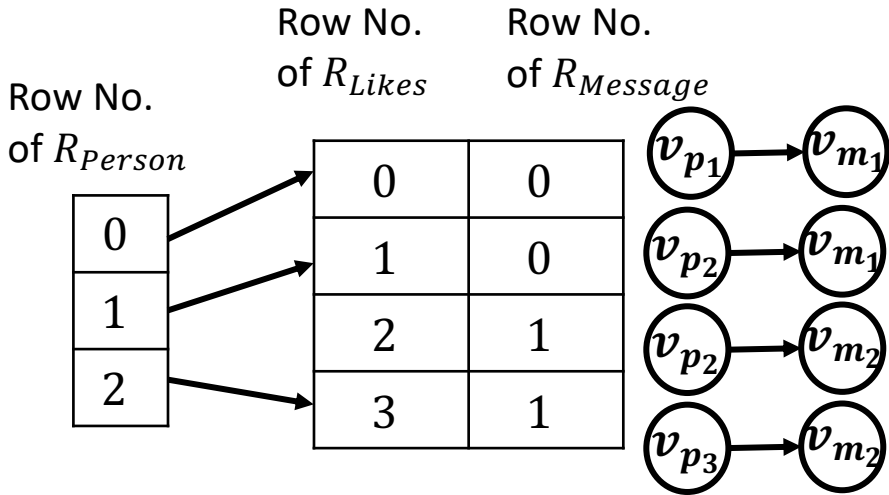 Row No.
of R_Person
0
1
2
Row No.
of R_Likes
Row No.
of R_Message
0 0
1 0
2 1
3 1
v_p1 v_m1
v_p2 v_m1
v_p2 v_m2
v_p3 v_m2